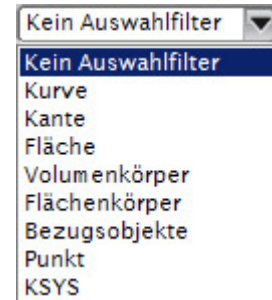 Kein Auswahlfilter
Kein Auswahlfilter
Kurve
Kante
Fläche
Volumenkörper
Flächenkörper
Bezugsobjekte
Punkt
KSYS